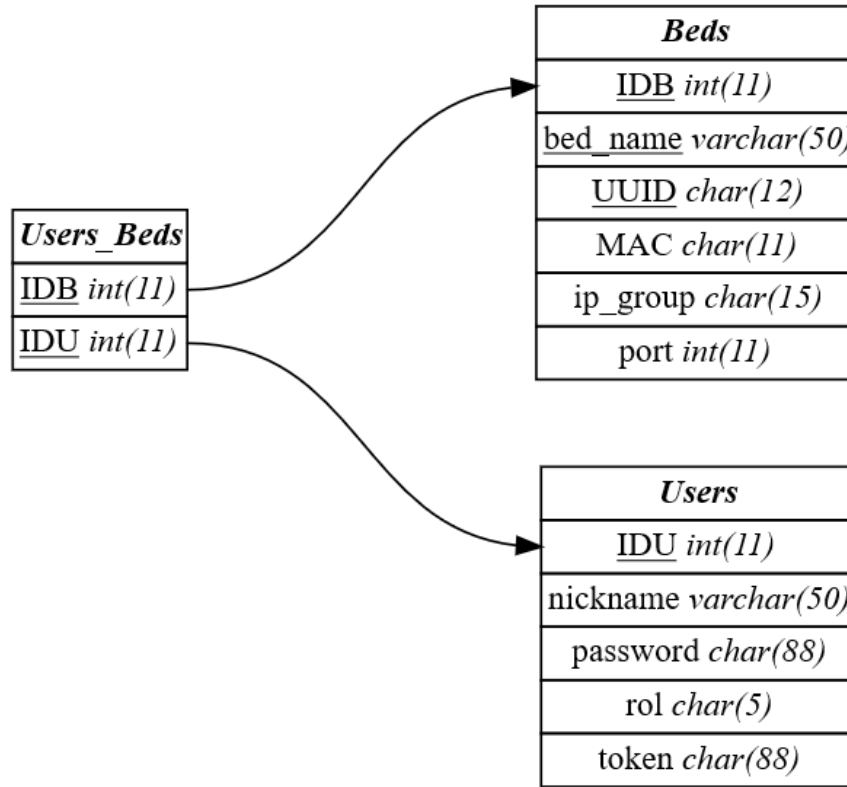 Beds
IDB int(11)
bed_name varchar(50)
UUID char(12)
MAC char(11)
ip_group char(15)
port int(11)
Users_Beds
IDB int(11)
IDU int(11)
Users
IDU int(11)
nickname varchar(50)
password char(88)
rol char(5)
token char(88)